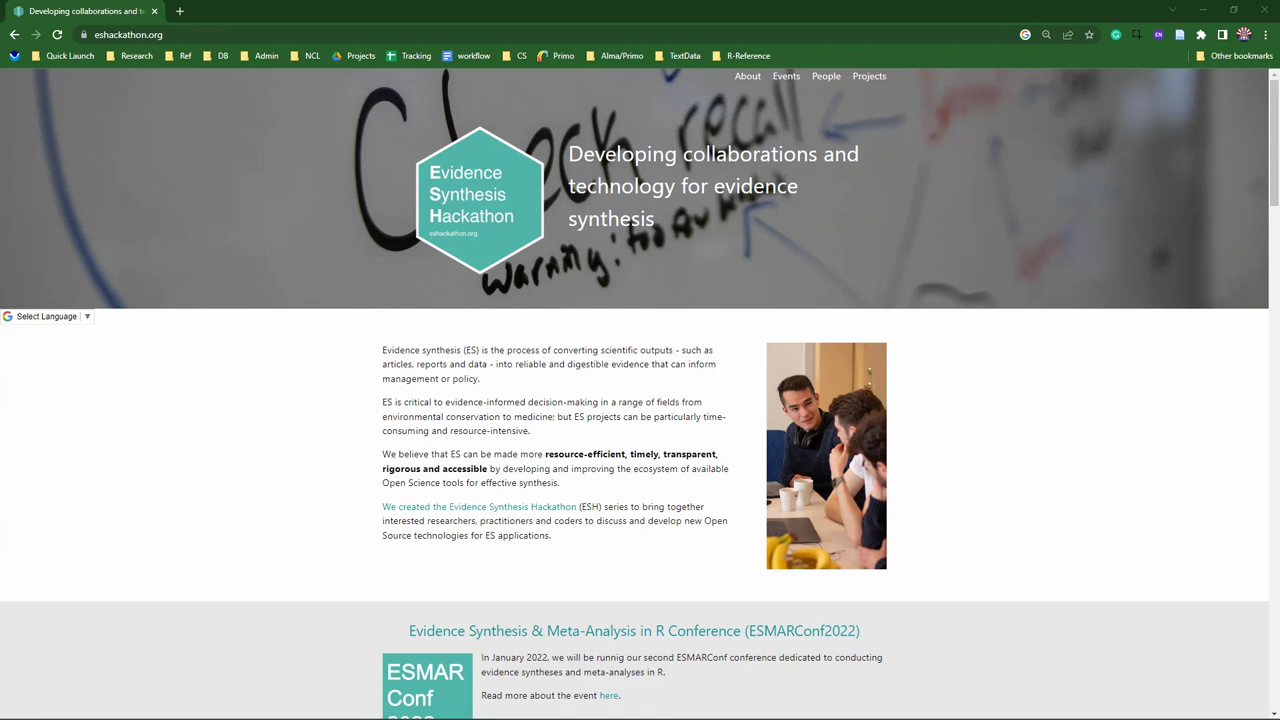 Developing collaborations and te
eshackathon.org
Quick Launch
Research
Ref
DB
Admin
NCL
Projects
Tracking
workflow
CS
Primo
Alma/Primo
TextData
R-Reference
Other bookmarks
About
Events
People
Projects
Check recall
warning: too
Evidence
Synthesis
Hackathon
eshackathon.org
Developing collaborations and
technology for evidence
synthesis
Select Language
Evidence synthesis (ES) is the process of converting scientific outputs - such as
articles, reports and data - into reliable and digestible evidence that can inform
management or policy.
ES is critical to evidence-informed decision-making in a range of fields from
environmental conservation to medicine; but ES projects can be particularly time-
consuming and resource-intensive.
We believe that ES can be made more resource-efficient, timely, transparent,
rigorous and accessible by developing and improving the ecosystem of available
Open Science tools for effective synthesis.
We created the Evidence Synthesis Hackathon (ESH) series to bring together
interested researchers, practitioners and coders to discuss and develop new Open
Source technologies for ES applications.
Evidence Synthesis & Meta-Analysis in R Conference (ESMARConf2022)
ESMAR
Conf
2022
In January 2022, we will be runnig our second ESMARConf conference dedicated to conducting
evidence syntheses and meta-analyses in R.
Read more about the event here.